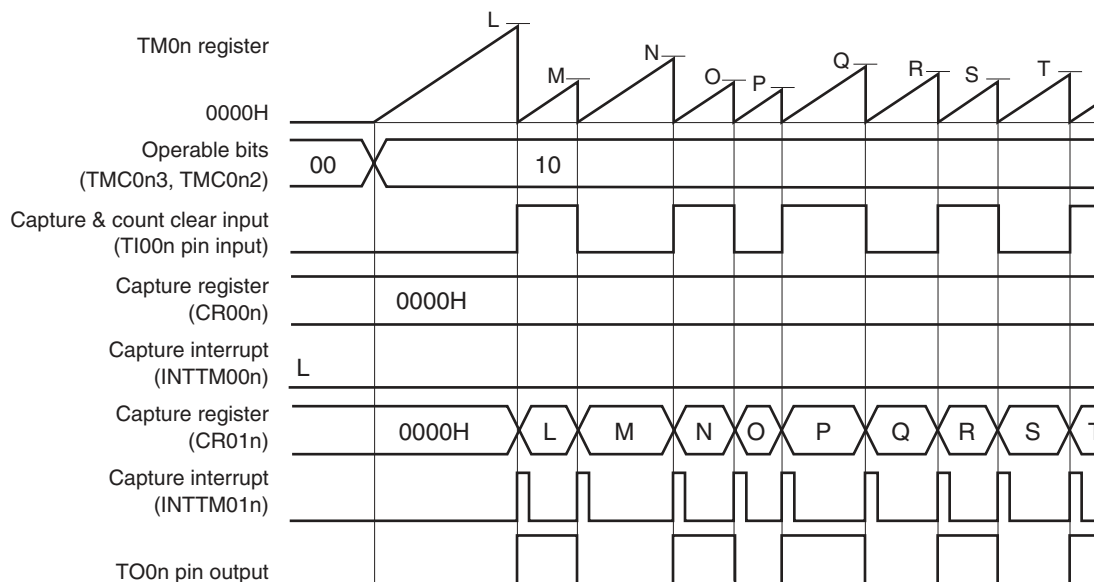 L
TM0n register
M
N
O
P
Q
R
S
T
0000H
Operable bits
(TMC0n3, TMC0n2)
00
10
Capture & count clear input
(TI00n pin input)
Capture register
(CR00n)
0000H
Capture interrupt
(INTTM00n)
L
Capture register
(CR01n)
0000H
L
M
N
O
P
Q
R
S
T
Capture interrupt
(INTTM01n)
TO0n pin output